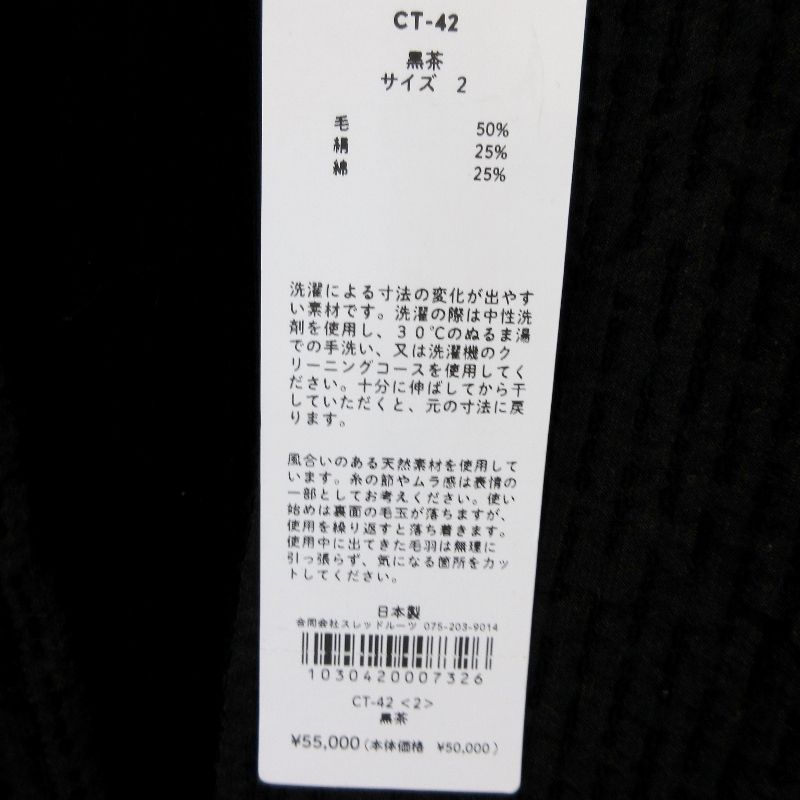 CT-42
黒茶
サイズ 2
毛 50%
絹 25%
綿 25%
洗濯による寸法の変化が出やす
い素材です。洗濯の際は中性洗
剤を使用し、30℃のぬるま湯
での手洗い、又は洗濯機のク
リーニングコースを使用してく
ださい。十分に伸ばしてから干
していただくと、元の寸法に戻
ります。
風合いのある天然素材を使用して
います。糸の節やムラ感は表情の
一部としてお考えください。使い
始めは裏面の毛玉が落ちますが、
使用を繰り返すと落ち着きます。
使用中に出てきた毛羽は無理に
引っ張らず、気になる箇所をカッ
トしてください。
日本製
合同会社スレッドルーツ 075-203-9014
1030420007326
CT-42 <2>
黒茶
¥55,000(本体価格 ¥50,000)